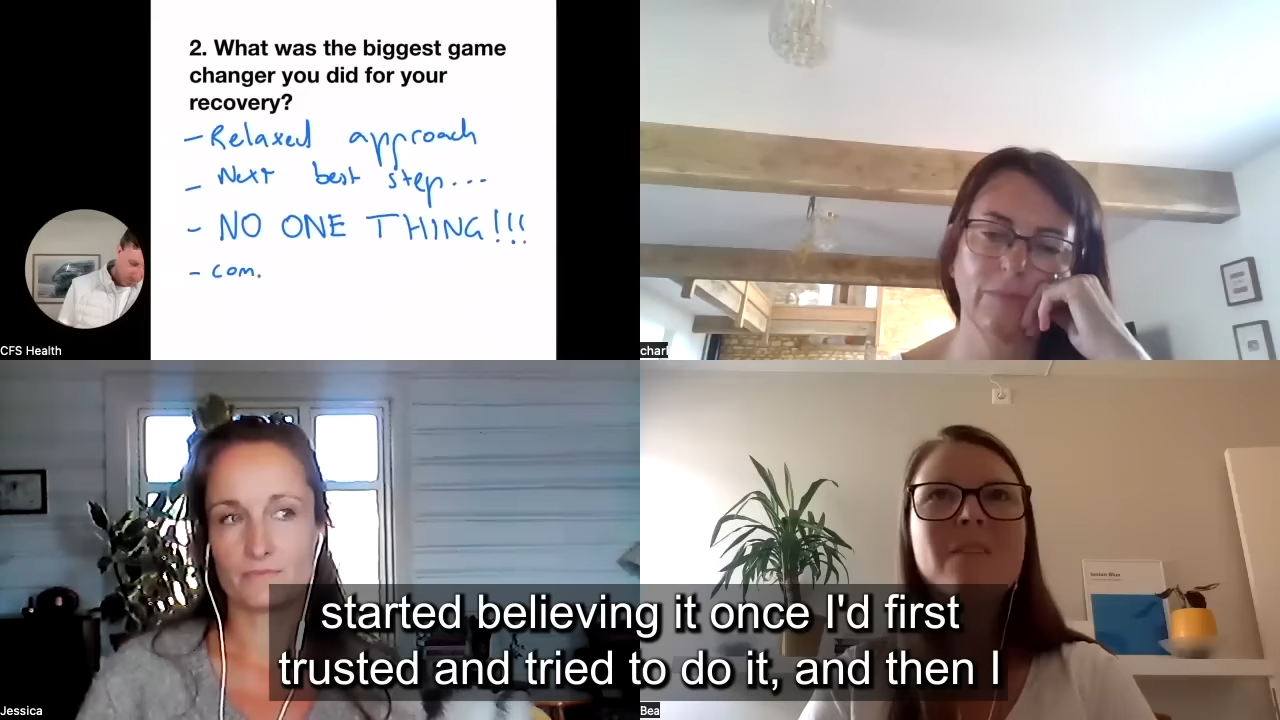 2. What was the biggest game
changer you did for your
recovery?
- Relaxed approach
- Next best step...
- NO ONE THING!!!
- com.
CFS Health
charl
Jessica
Bea
started believing it once I'd first
trusted and tried to do it, and then I